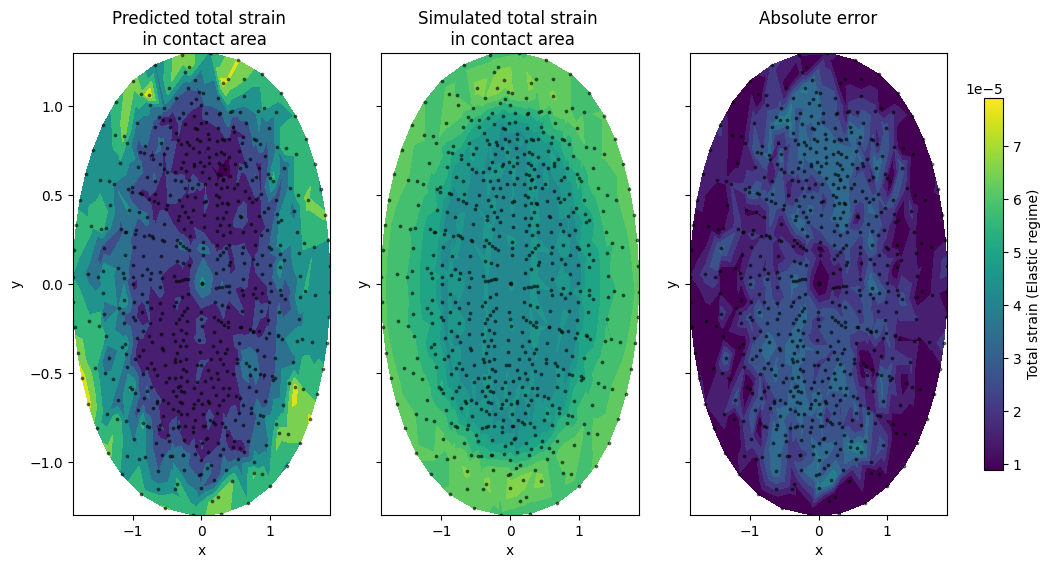 Predicted total strain
in contact area
Simulated total strain
in contact area
Absolute error
1e−5
1.0
0.5
0.0
−0.5
−1.0
y
y
y
−1
0
1
−1
0
1
−1
0
1
x
x
x
7
6
5
4
3
2
1
Total strain (Elastic regime)